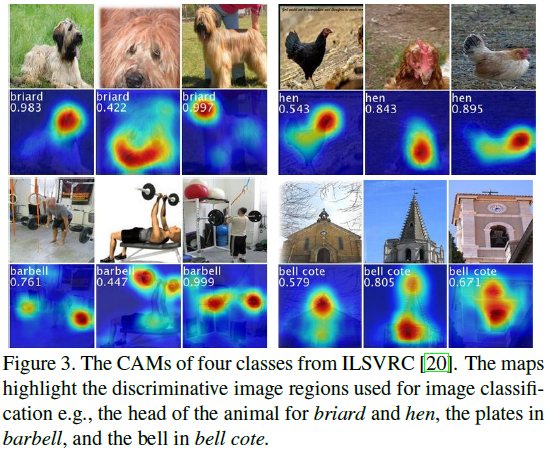 briard
0.983
briard
0.422
briard
0.997
hen
0.543
hen
0.843
hen
0.895
barbell
0.761
barbell
0.447
barbell
0.999
bell cote
0.579
bell cote
0.805
bell cote
0.671
Figure 3. The CAMs of four classes from ILSVRC [20]. The maps
highlight the discriminative image regions used for image classifi-
cation e.g., the head of the animal for briard and hen, the plates in
barbell, and the bell in bell cote.